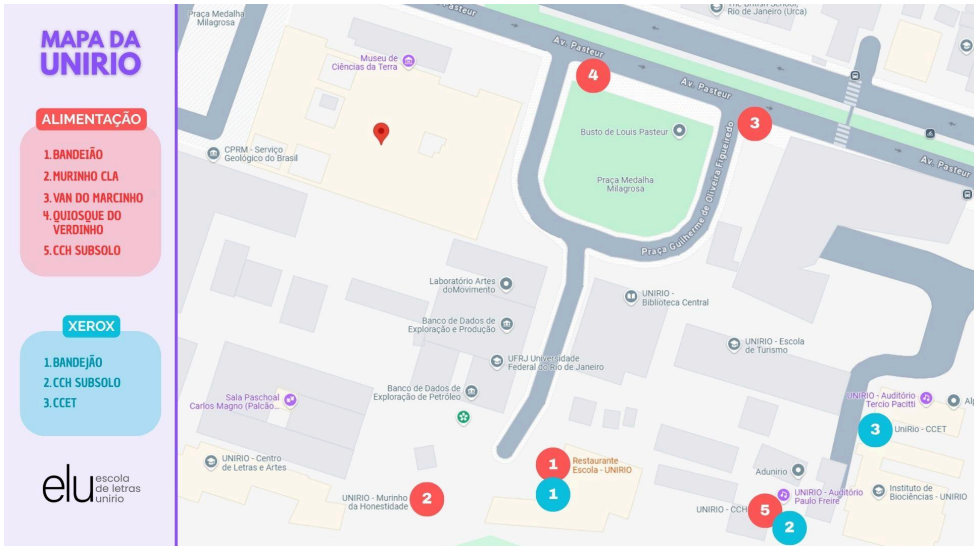 MAPA DA
UNIRIO
ALIMENTAÇÃO
1. BANDEIÃO
2. MURINHO CLA
3. VAN DO MARCINHO
4. QUIOSQUE DO
VERDINHO
5. CCH SUBSOLO
XEROX
1. BANDEJÃO
2. CCH SUBSOLO
3. CCET
elu escola
de letras
unirio
Praça Medalha
Milagrosa
Pasteur
Rio de Janeiro (Urca)
Av. Pasteur
Museu de
Ciências da Terra
4
Av. Pasteur
3
Busto de Louis Pasteur
CPRM - Serviço
Geológico do Brasil
Av. Pasteur
Praça Medalha
Milagrosa
Praça Guilherme de Oliveira Figueiredo
Laboratório Artes
doMovimento
UNIRIO -
Biblioteca Central
Banco de Dados de
Exploração e Produção
UNIRIO - Escola
de Turismo
UFRJ Universidade
Federal do Rio de Janeiro
Banco de Dados de
Exploração de Petróleo
Sala Paschoal
Carlos Magno (Palcão...
UNIRIO - Auditório
Tercio Pacitti
3
UniRio - CCET
UNIRIO - Centro
de Letras e Artes
1
Restaurante
Escola - UNIRIO
Adunirio
1
UNIRIO - Murinho
da Honestidade
2
UNIRIO - Auditório
Paulo Freire
Instituto de
Biociências - UNIRIO
UNIRIO - CCH
5
2